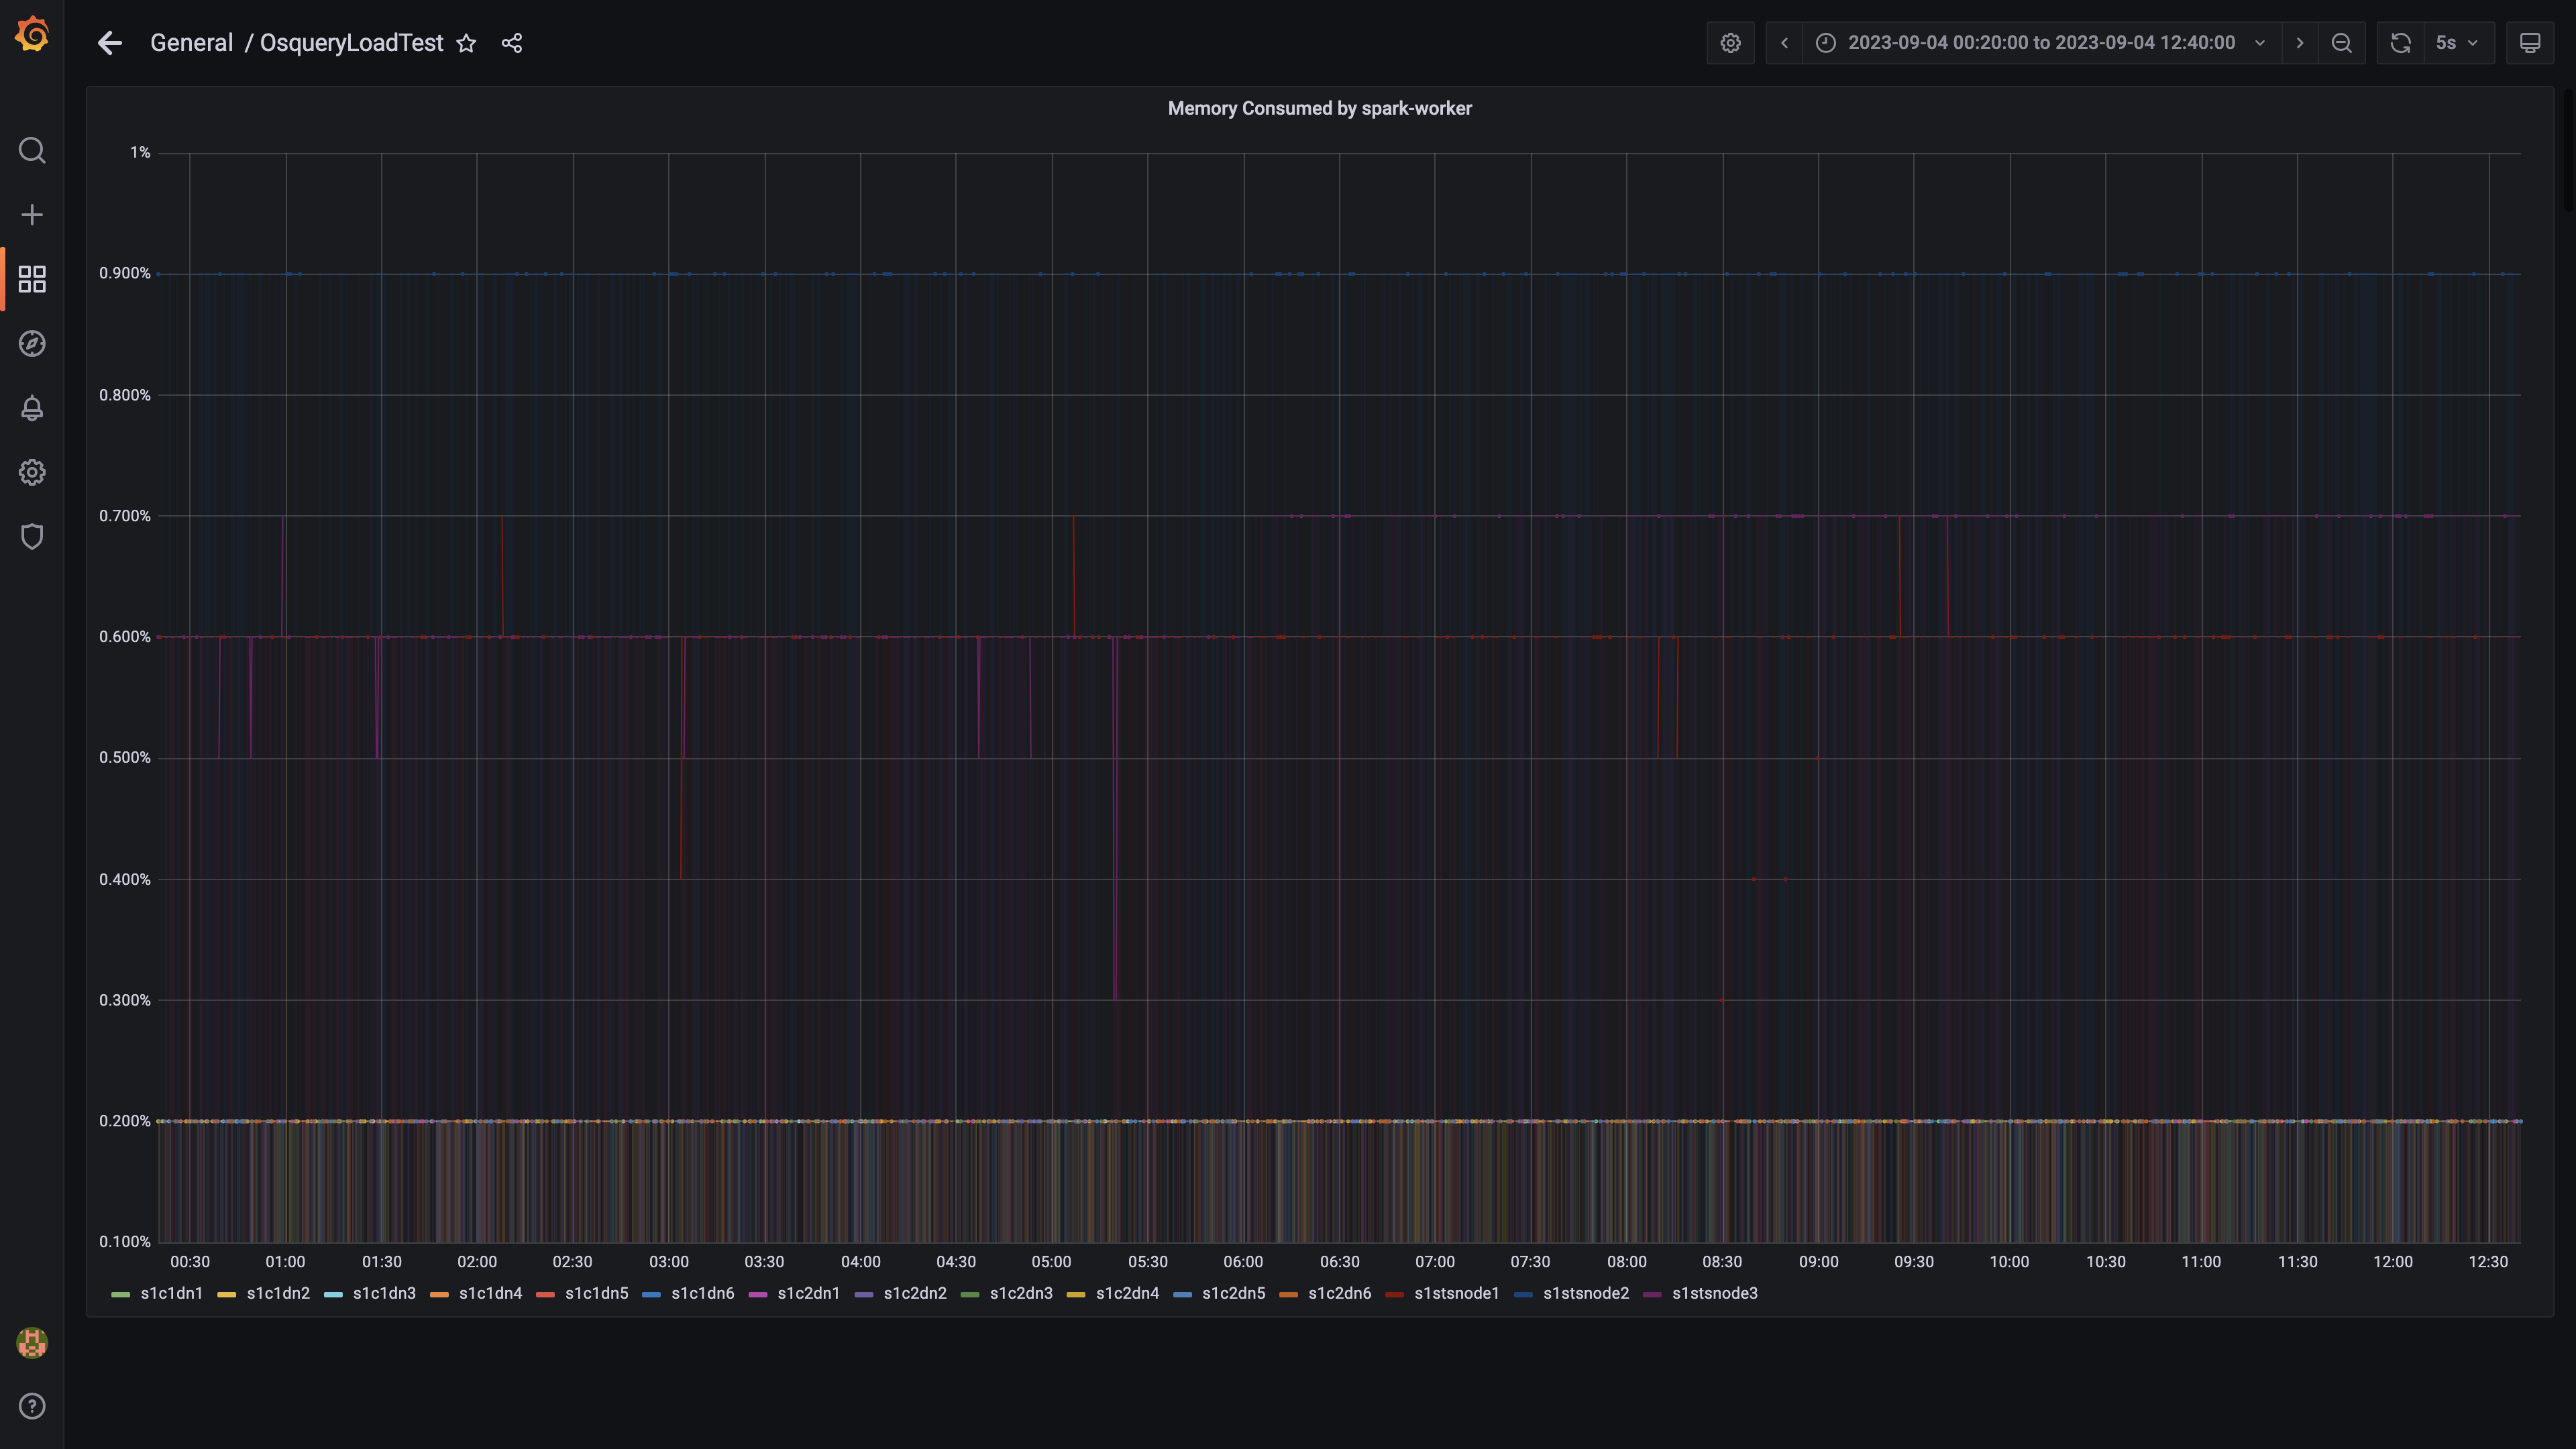 General / OsqueryLoadTest
2023-09-04 00:20:00 to 2023-09-04 12:40:00
5s
Memory Consumed by spark-worker
1%
0.900%
0.800%
0.700%
0.600%
0.500%
0.400%
0.300%
0.200%
0.100%
00:30 01:00 01:30 02:00 02:30 03:00 03:30 04:00 04:30 05:00 05:30 06:00 06:30 07:00 07:30 08:00 08:30 09:00 09:30 10:00 10:30 11:00 11:30 12:00 12:30
s1c1dn1 s1c1dn2 s1c1dn3 s1c1dn4 s1c1dn5 s1c1dn6 s1c2dn1 s1c2dn2 s1c2dn3 s1c2dn4 s1c2dn5 s1c2dn6 s1stsnode1 s1stsnode2 s1stsnode3